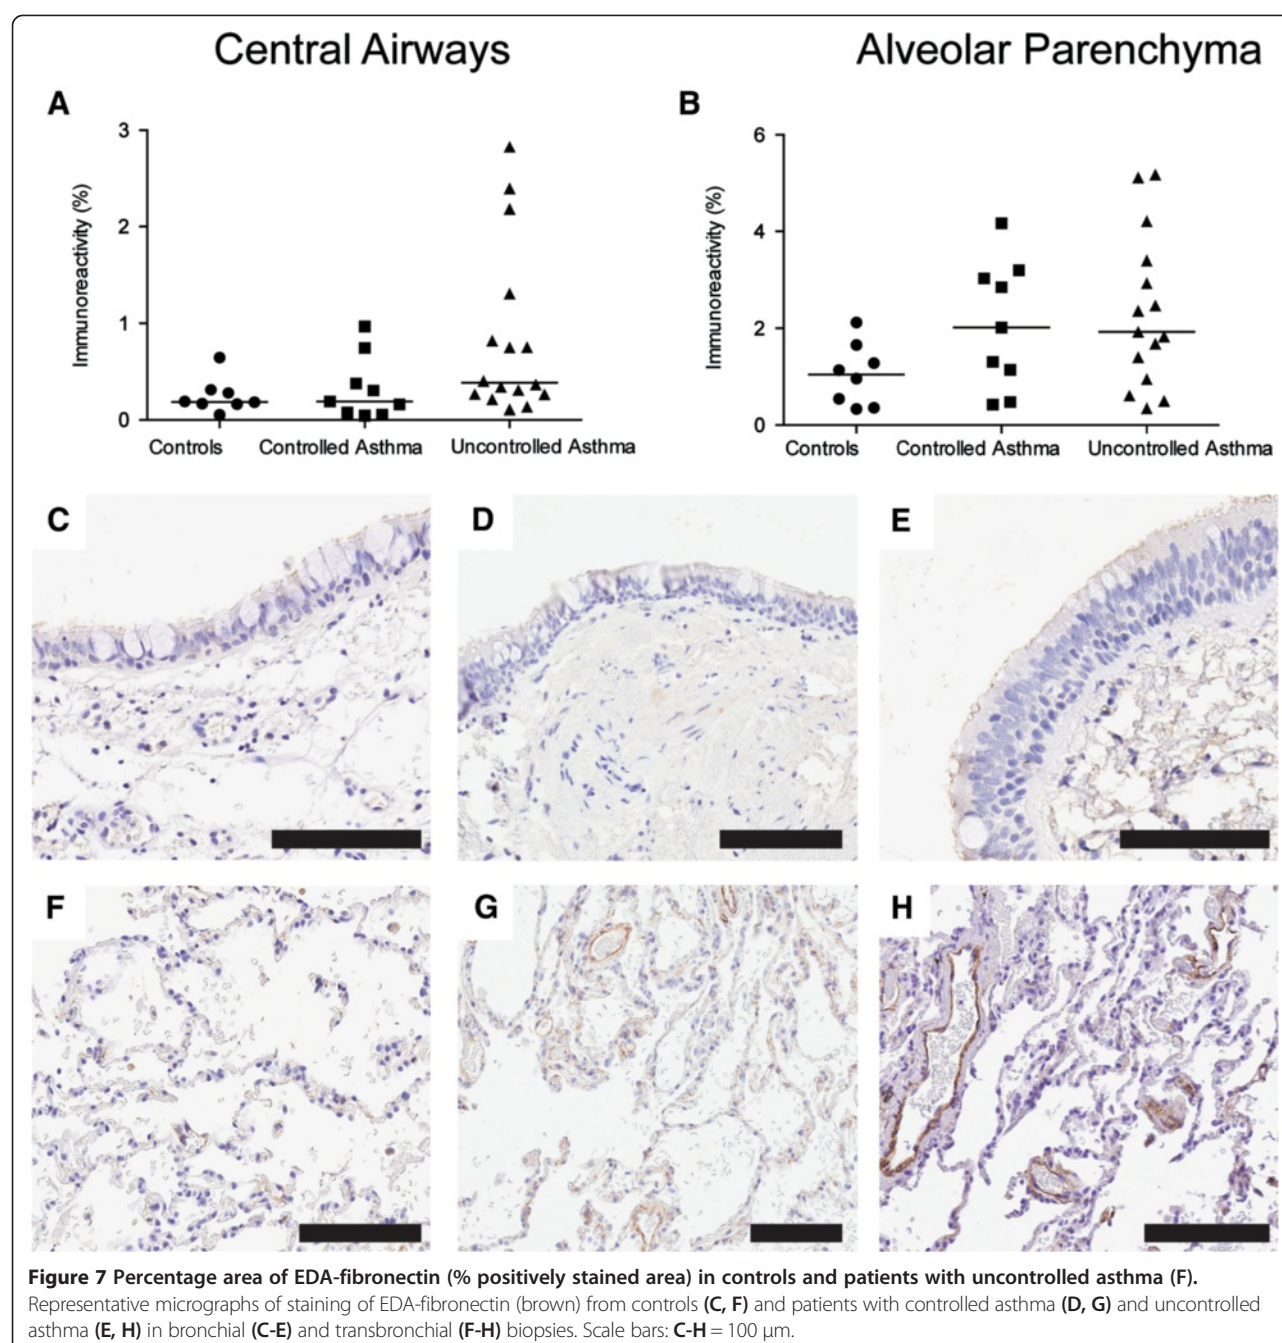 Central Airways
Alveolar Parenchyma
A
3
2
1
0
Immunoreactivity (%)
Controls
Controlled Asthma
Uncontrolled Asthma
B
6
4
2
0
Immunoreactivity (%)
Controls
Controlled Asthma
Uncontrolled Asthma
C
D
E
F
G
H
Figure 7 Percentage area of EDA-fibronectin (% positively stained area) in controls and patients with uncontrolled asthma (F).
Representative micrographs of staining of EDA-fibronectin (brown) from controls (C, F) and patients with controlled asthma (D, G) and uncontrolled
asthma (E, H) in bronchial (C-E) and transbronchial (F-H) biopsies. Scale bars: C-H = 100 μm.